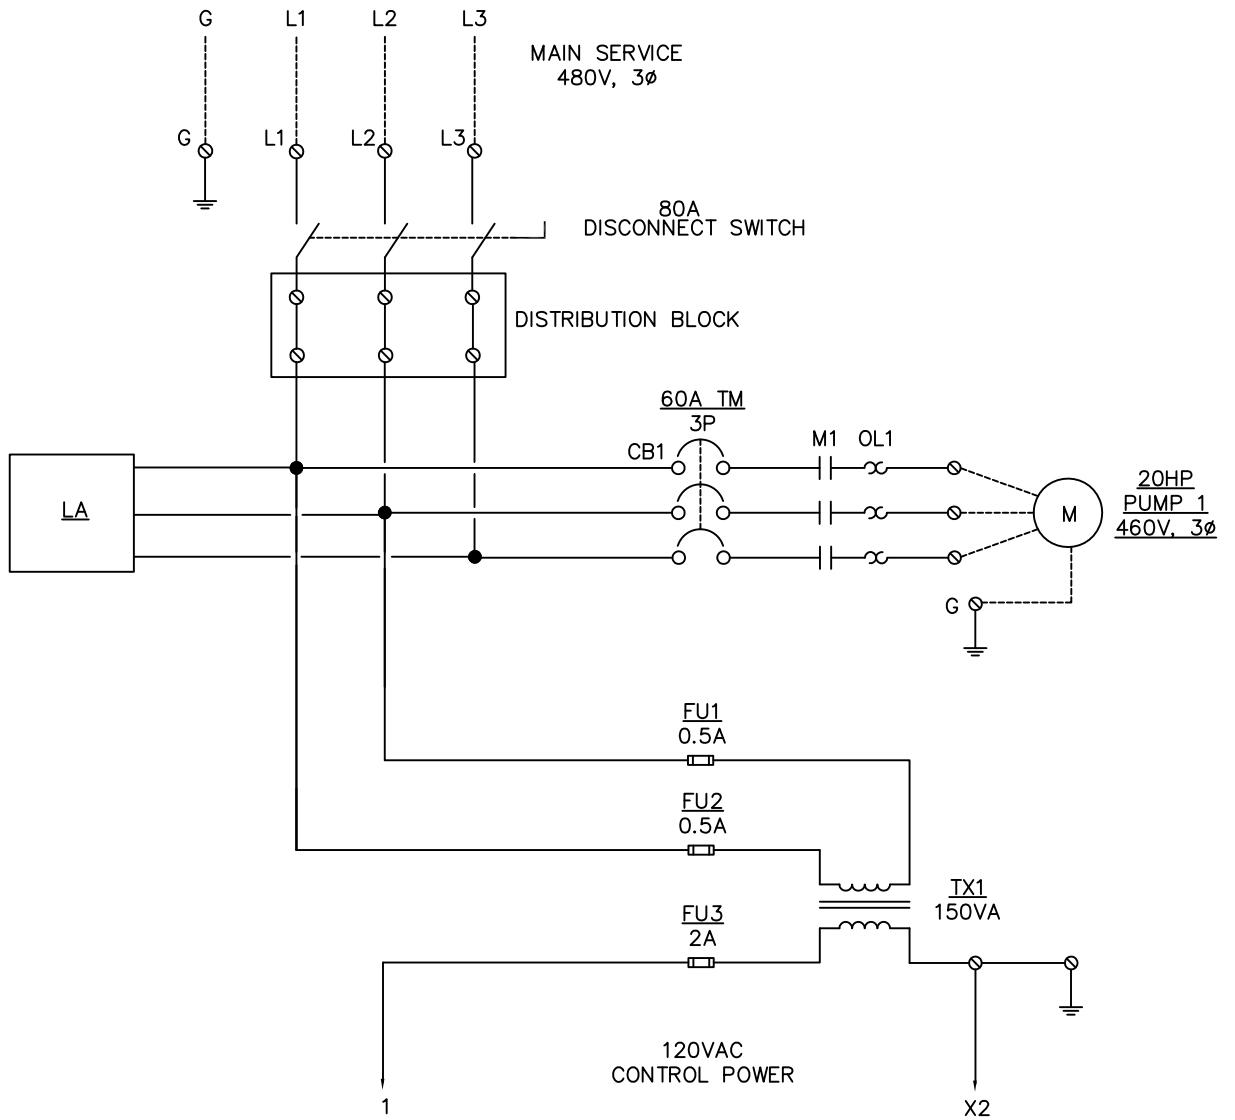 G L1 L2 L3
MAIN SERVICE
480V, 3ø
G L1 L2 L3
80A
DISCONNECT SWITCH
DISTRIBUTION BLOCK
60A TM
3P
CB1 M1 OL1
LA
M
20HP
PUMP 1
460V, 3ø
G
FU1
0.5A
FU2
0.5A
TX1
150VA
FU3
2A
120VAC
CONTROL POWER
1
X2